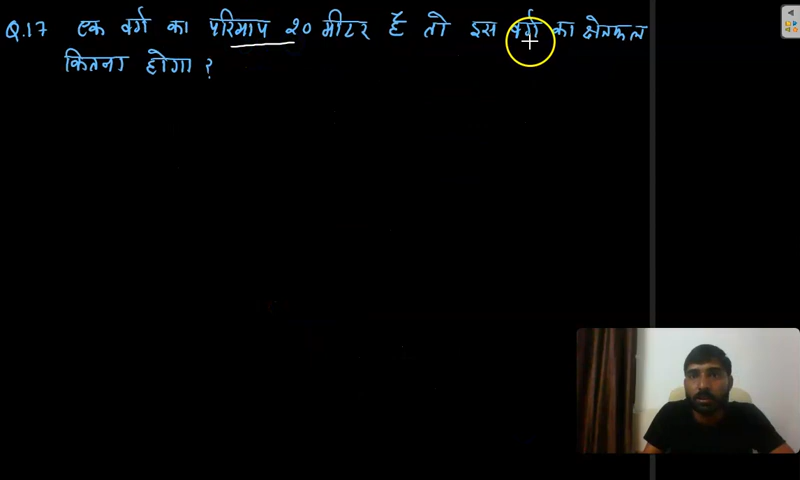 Q.17 एक वर्ग का परिमाप 20 मीटर है तो इस वर्ग का क्षेत्रफल
कितना होगा ?